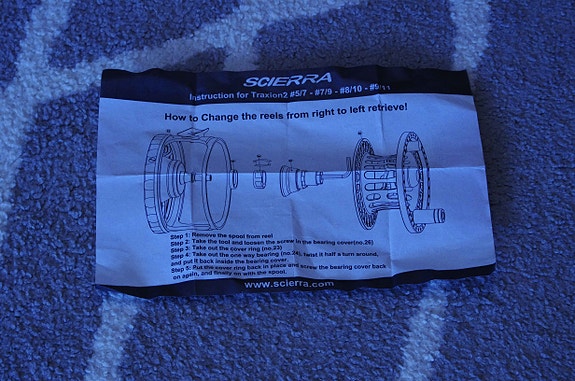 SCIERRA
Instruction for Traxion2 #5/7 - #7/9 - #8/10 - #9/11
How to Change the reels from right to left retrieve!
Step 1: Remove the spool from reel
Step 2: Take the tool and loosen the screw in the bearing cover(no.26)
Step 3: Take out the cover ring (no.23)
Step 4: Take out the one way bearing (no.24), twist it half a turn around,
and put it back inside the bearing cover.
Step 5: Put the cover ring back in place and screw the bearing cover back
on again, and finally on with the spool.
www.scierra.com